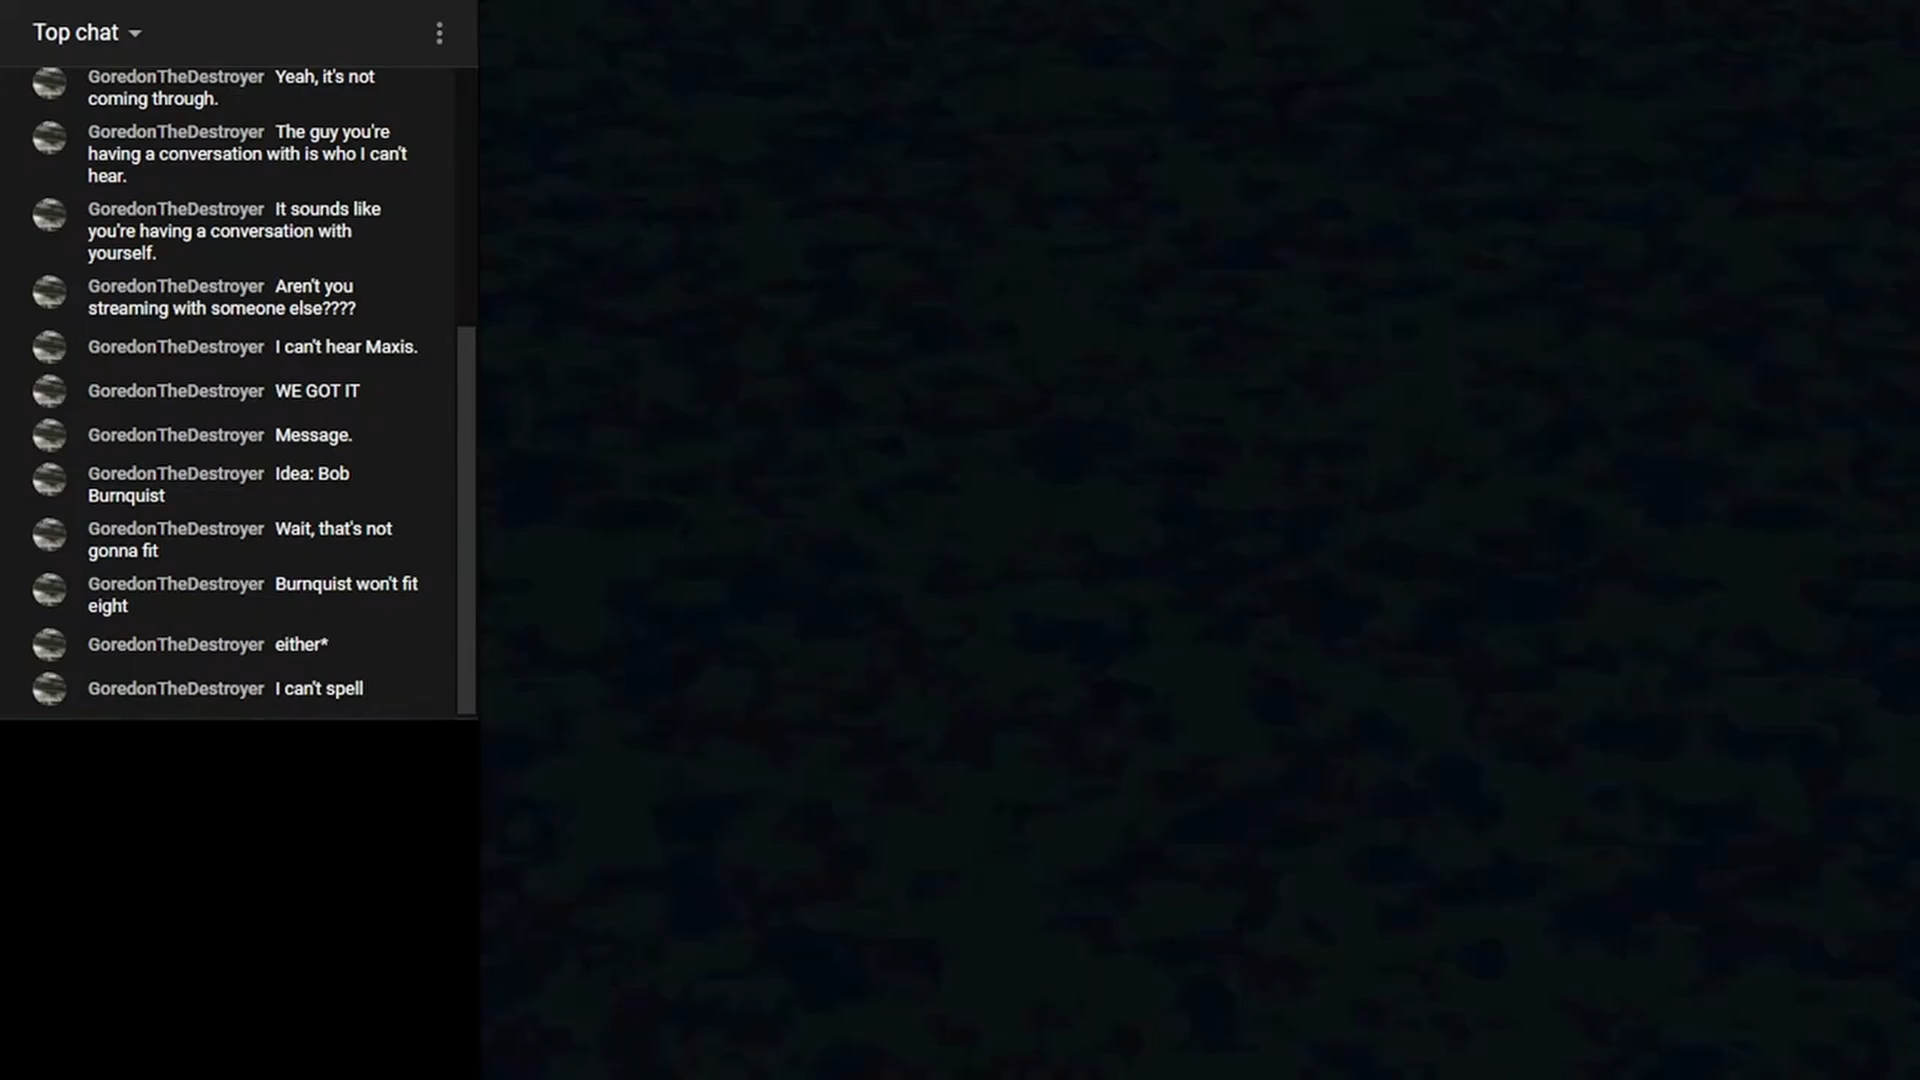 Top chat
GoredonTheDestroyer Yeah, it's not
coming through.
GoredonTheDestroyer The guy you're
having a conversation with is who I can't
hear.
GoredonTheDestroyer It sounds like
you're having a conversation with
yourself.
GoredonTheDestroyer Aren't you
streaming with someone else????
GoredonTheDestroyer I can't hear Maxis.
GoredonTheDestroyer WE GOT IT
GoredonTheDestroyer Message.
GoredonTheDestroyer Idea: Bob
Burnquist
GoredonTheDestroyer Wait, that's not
gonna fit
GoredonTheDestroyer Burnquist won't fit
eight
GoredonTheDestroyer either*
GoredonTheDestroyer I can't spell